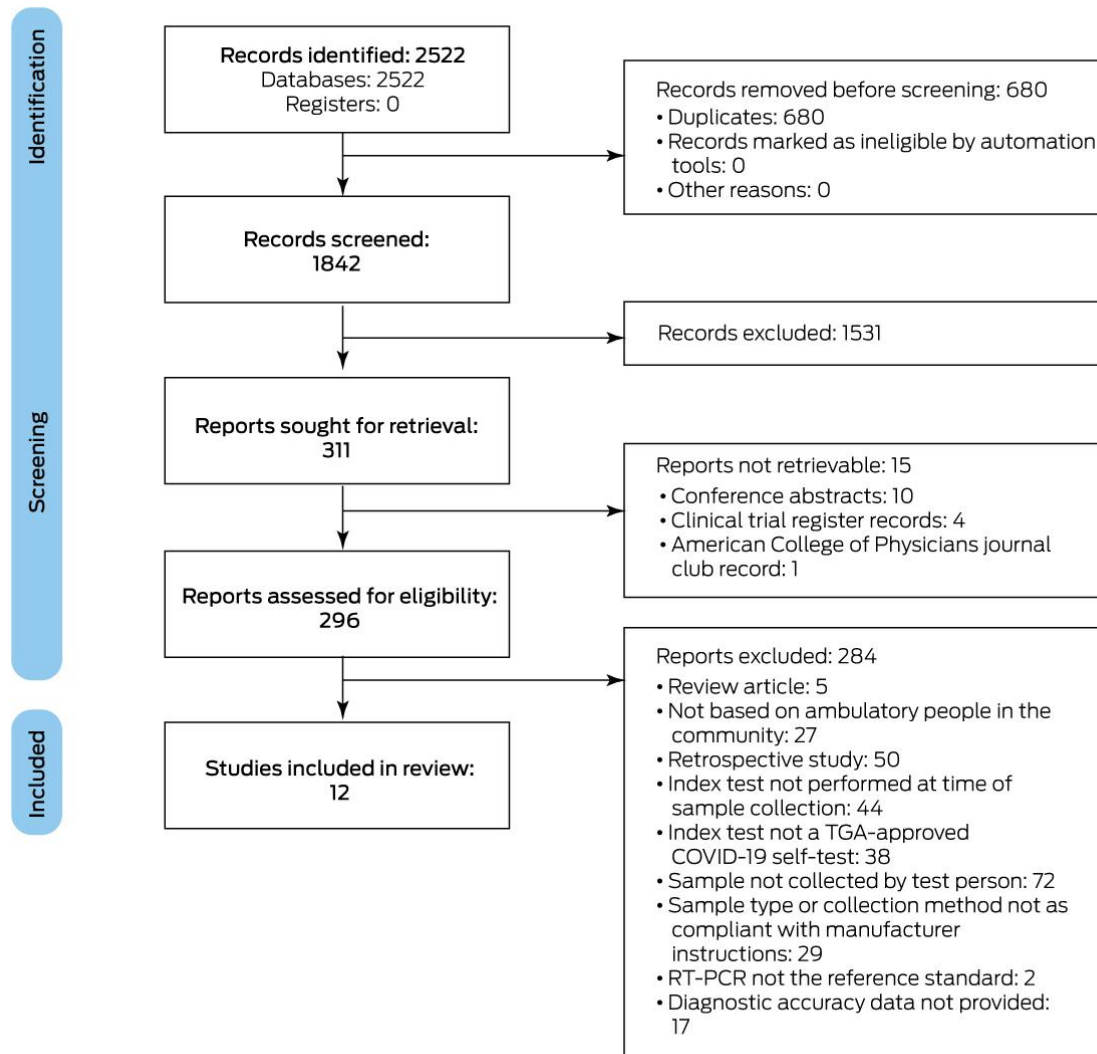 Identification
Records identified: 2522
Databases: 2522
Registers: 0
Records removed before screening: 680
• Duplicates: 680
• Records marked as ineligible by automation
tools: 0
• Other reasons: 0
Screening
Records screened:
1842
Records excluded: 1531
Reports sought for retrieval:
311
Reports not retrievable: 15
• Conference abstracts: 10
• Clinical trial register records: 4
• American College of Physicians journal
club record: 1
Reports assessed for eligibility:
296
Reports excluded: 284
• Review article: 5
• Not based on ambulatory people in the
community: 27
• Retrospective study: 50
• Index test not performed at time of
sample collection: 44
• Index test not a TGA-approved
COVID-19 self-test: 38
• Sample not collected by test person: 72
• Sample type or collection method not as
compliant with manufacturer
instructions: 29
• RT-PCR not the reference standard: 2
• Diagnostic accuracy data not provided:
17
Included
Studies included in review:
12